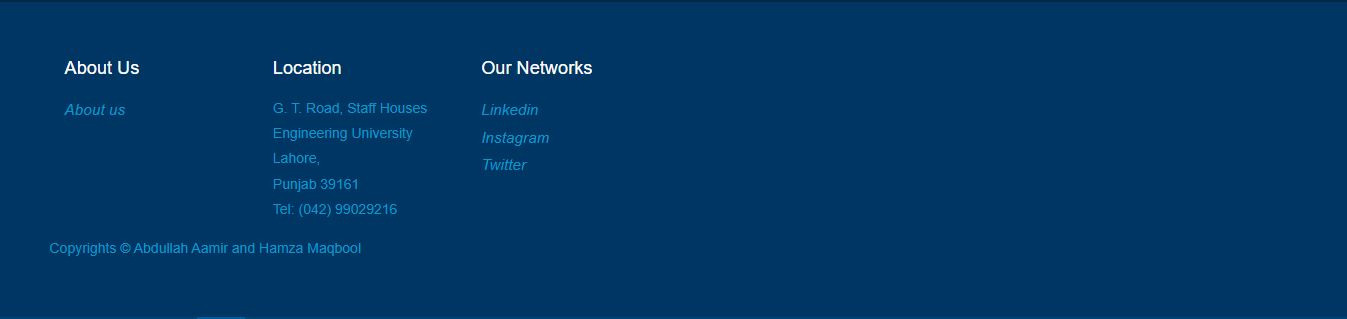 About Us
About us
Location
G. T. Road, Staff Houses
Engineering University
Lahore,
Punjab 39161
Tel: (042) 99029216
Our Networks
Linkedin
Instagram
Twitter
Copyrights © Abdullah Aamir and Hamza Maqbool